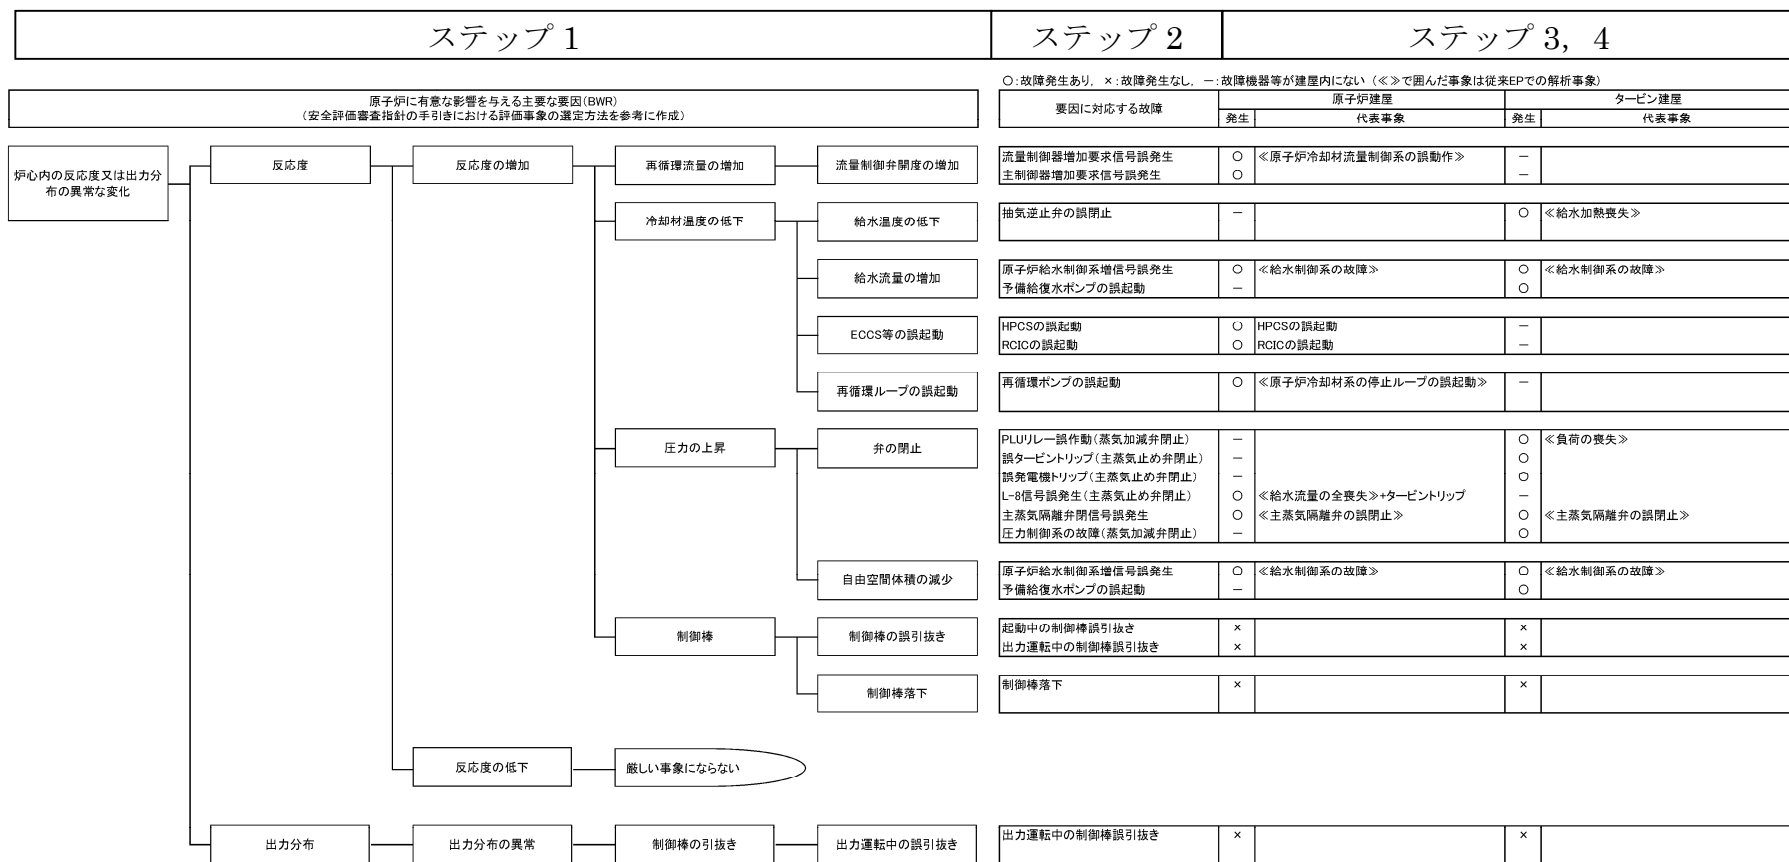 ステップ 1
ステップ 2
ステップ 3，4
○：故障発生あり，×：故障発生なし，－：故障機器等が建屋内にない（≪≫で囲んだ事象は従来EPでの解析事象）
原子炉に有意な影響を与える主要な要因(BWR)
（安全評価審査指針の手引きにおける評価事象の選定方法を参考に作成）
要因に対応する故障
原子炉建屋
タービン建屋
発生
代表事象
発生
代表事象
炉心内の反応度又は出力分
布の異常な変化
反応度
反応度の増加
再循環流量の増加
流量制御弁開度の増加
流量制御器増加要求信号誤発生 ○ ≪原子炉冷却材流量制御系の誤動作≫ －
主制御器増加要求信号誤発生 ○ －
冷却材温度の低下
給水温度の低下
抽気逆止弁の誤閉止 － ○ ≪給水加熱喪失≫
給水流量の増加
原子炉給水制御系増信号誤発生 ○ ≪給水制御系の故障≫ ○ ≪給水制御系の故障≫
予備給復水ポンプの誤起動 － ○
ECCS等の誤起動
HPCSの誤起動 ○ HPCSの誤起動 －
RCICの誤起動 ○ RCICの誤起動 －
再循環ループの誤起動
再循環ポンプの誤起動 ○ ≪原子炉冷却材系の停止ループの誤起動≫ －
圧力の上昇
弁の閉止
PLUリレー誤作動(蒸気加減弁閉止) － ○ ≪負荷の喪失≫
誤タービントリップ(主蒸気止め弁閉止) － ○
誤発電機トリップ(主蒸気止め弁閉止) － ○
L-8信号誤発生(主蒸気止め弁閉止) ○ ≪給水流量の全喪失≫+タービントリップ －
主蒸気隔離弁閉信号誤発生 ○ ≪主蒸気隔離弁の誤閉止≫ ○ ≪主蒸気隔離弁の誤閉止≫
圧力制御系の故障(蒸気加減弁閉止) － ○
自由空間体積の減少
原子炉給水制御系増信号誤発生 ○ ≪給水制御系の故障≫ ○ ≪給水制御系の故障≫
予備給復水ポンプの誤起動 － ○
制御棒
制御棒の誤引抜き
起動中の制御棒誤引抜き × ×
出力運転中の制御棒誤引抜き × ×
制御棒落下
制御棒落下 × ×
反応度の低下
厳しい事象にならない
出力分布
出力分布の異常
制御棒の引抜き
出力運転中の誤引抜き
出力運転中の制御棒誤引抜き × ×